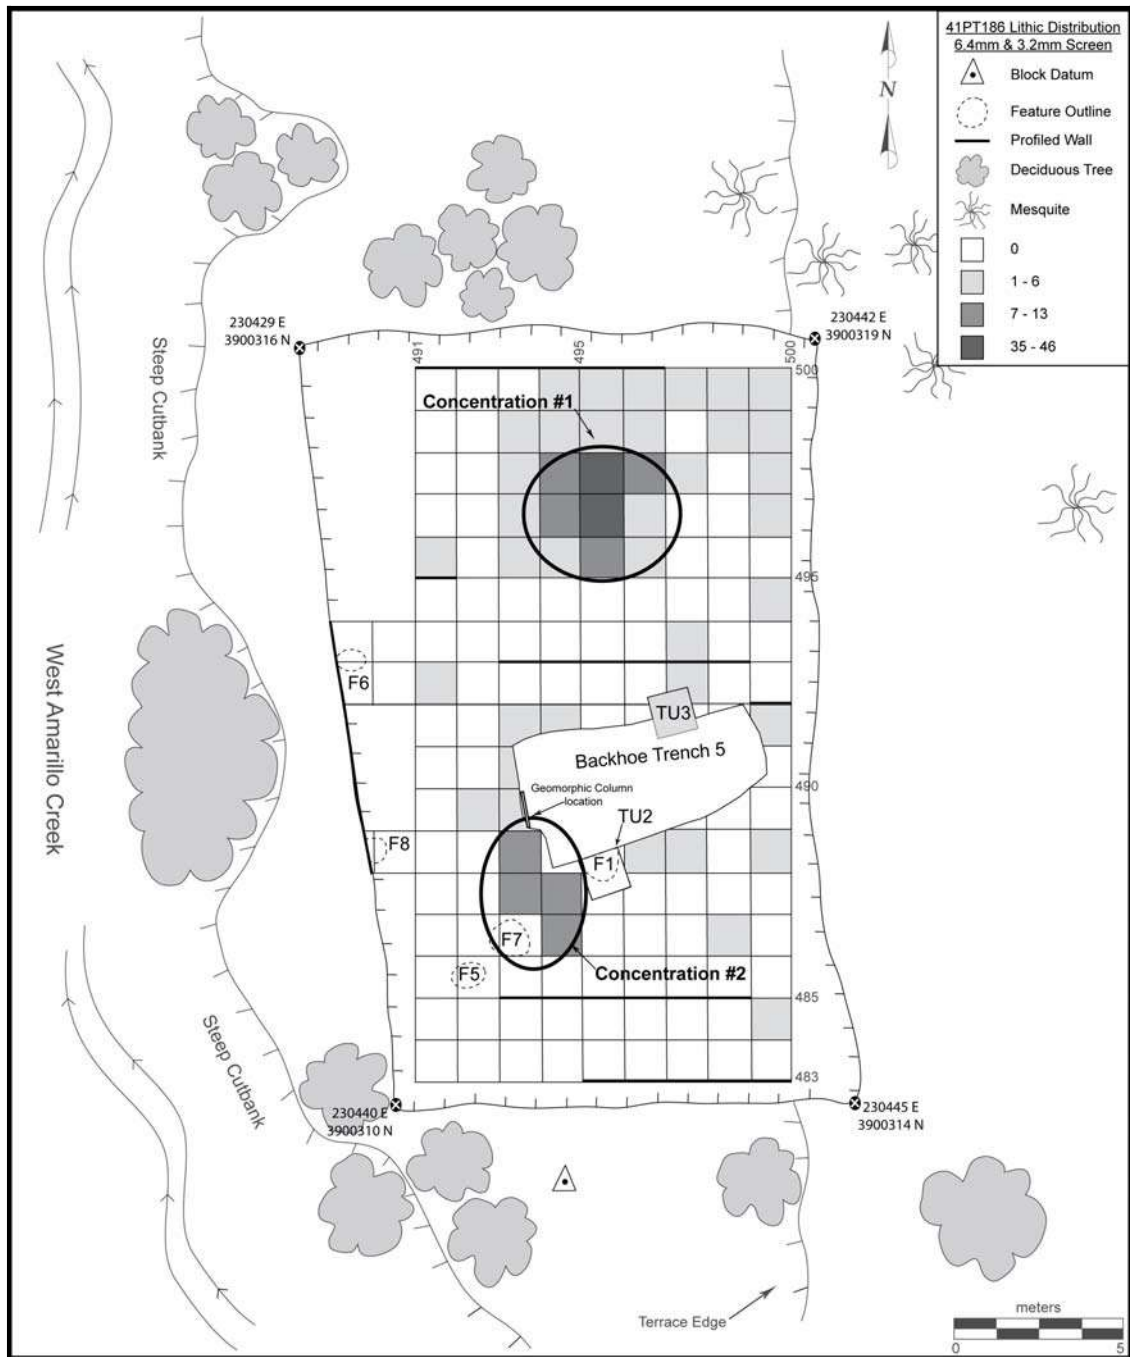 41PT186 Lithic Distribution
6.4mm & 3.2mm Screen
Block Datum
Feature Outline
Profiled Wall
Deciduous Tree
Mesquite
0
1 - 6
7 - 13
35 - 46
N
230429 E
3900316 N
230442 E
3900319 N
491
495
500
500
Steep Cutbank
Concentration #1
495
West Amarillo Creek
F6
TU3
Backhoe Trench 5
490
Geomorphic Column
location
TU2
F8
F1
F7
F5
Concentration #2
485
Steep Cutbank
483
230440 E
3900310 N
230445 E
3900314 N
Terrace Edge
meters
0
5